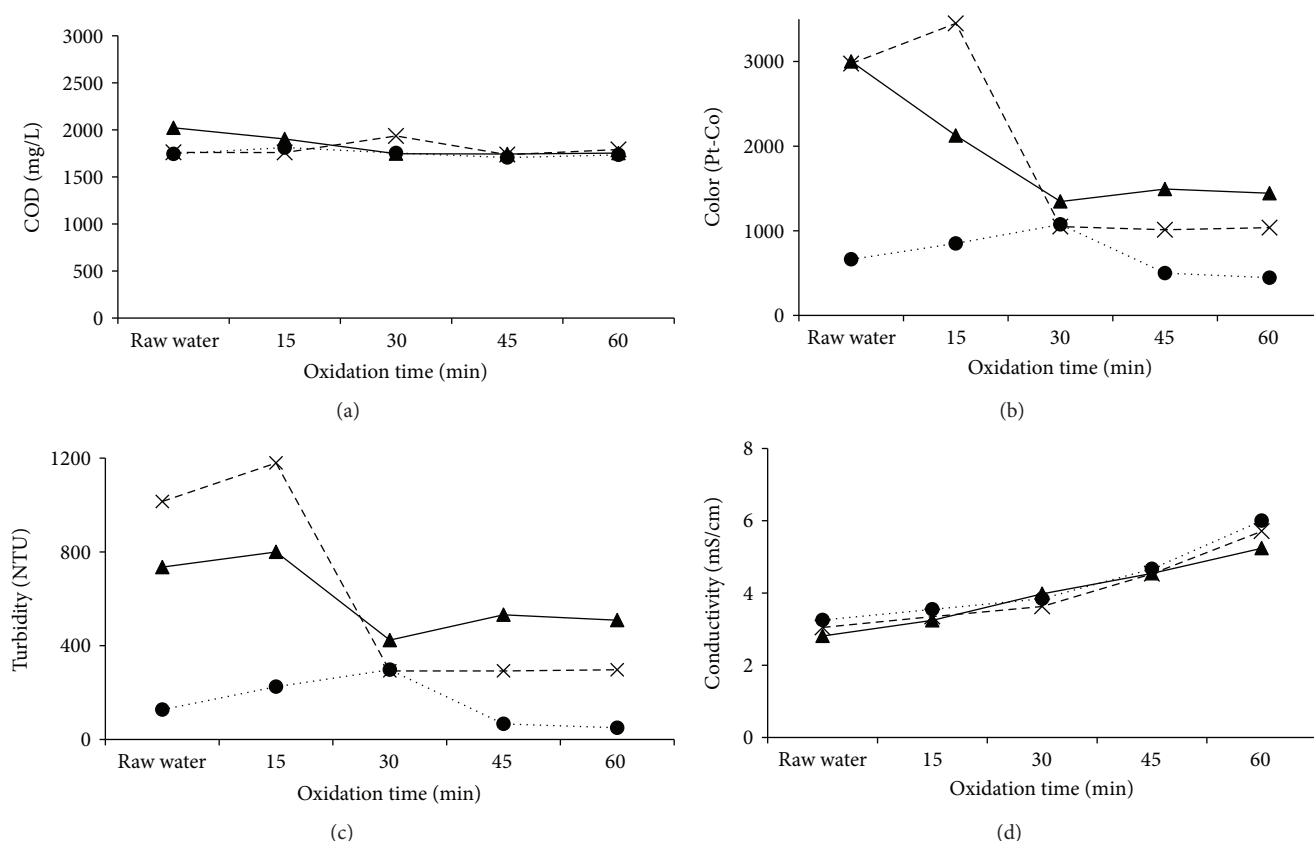 3000
2500
2000
1500
1000
500
0
COD (mg/L)
Raw water 15 30 45 60
Oxidation time (min)
(a)
3000
2000
1000
0
Color (Pt-Co)
Raw water 15 30 45 60
Oxidation time (min)
(b)
1200
800
400
0
Turbidity (NTU)
Raw water 15 30 45 60
Oxidation time (min)
(c)
8
6
4
2
0
Conductivity (mS/cm)
Raw water 15 30 45 60
Oxidation time (min)
(d)